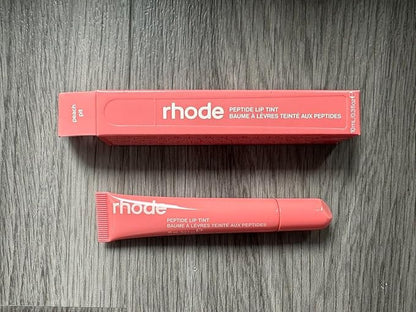 peach
pit
rhode
PEPTIDE LIP TINT
BAUME À LÈVRES TEINTÉ AUX PEPTIDES
10mL/0.3fl oz
rhode
PEPTIDE LIP TINT
BAUME À LÈVRES TEINTÉ AUX PEPTIDES